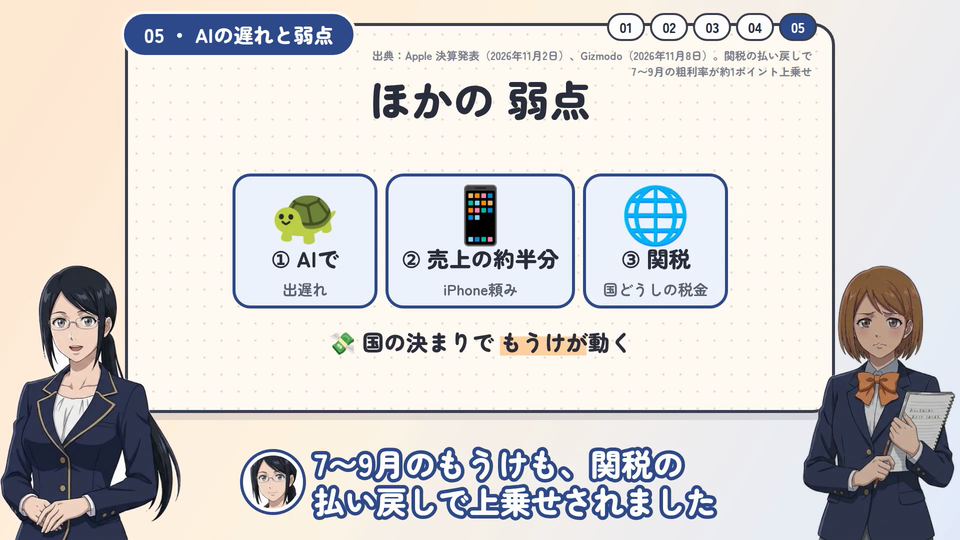 05 ・ AIの遅れと弱点
01 02 03 04 05
出典：Apple 決算発表（2026年11月2日）、Gizmodo（2026年11月8日）。関税の払い戻しで
7〜9月の粗利率が約1ポイント上乗せ
ほかの 弱点
① AIで
出遅れ
② 売上の約半分
iPhone頼み
③ 関税
国どうしの税金
国の決まりで もうけが動く
7〜9月のもうけも、関税の
払い戻しで上乗せされました